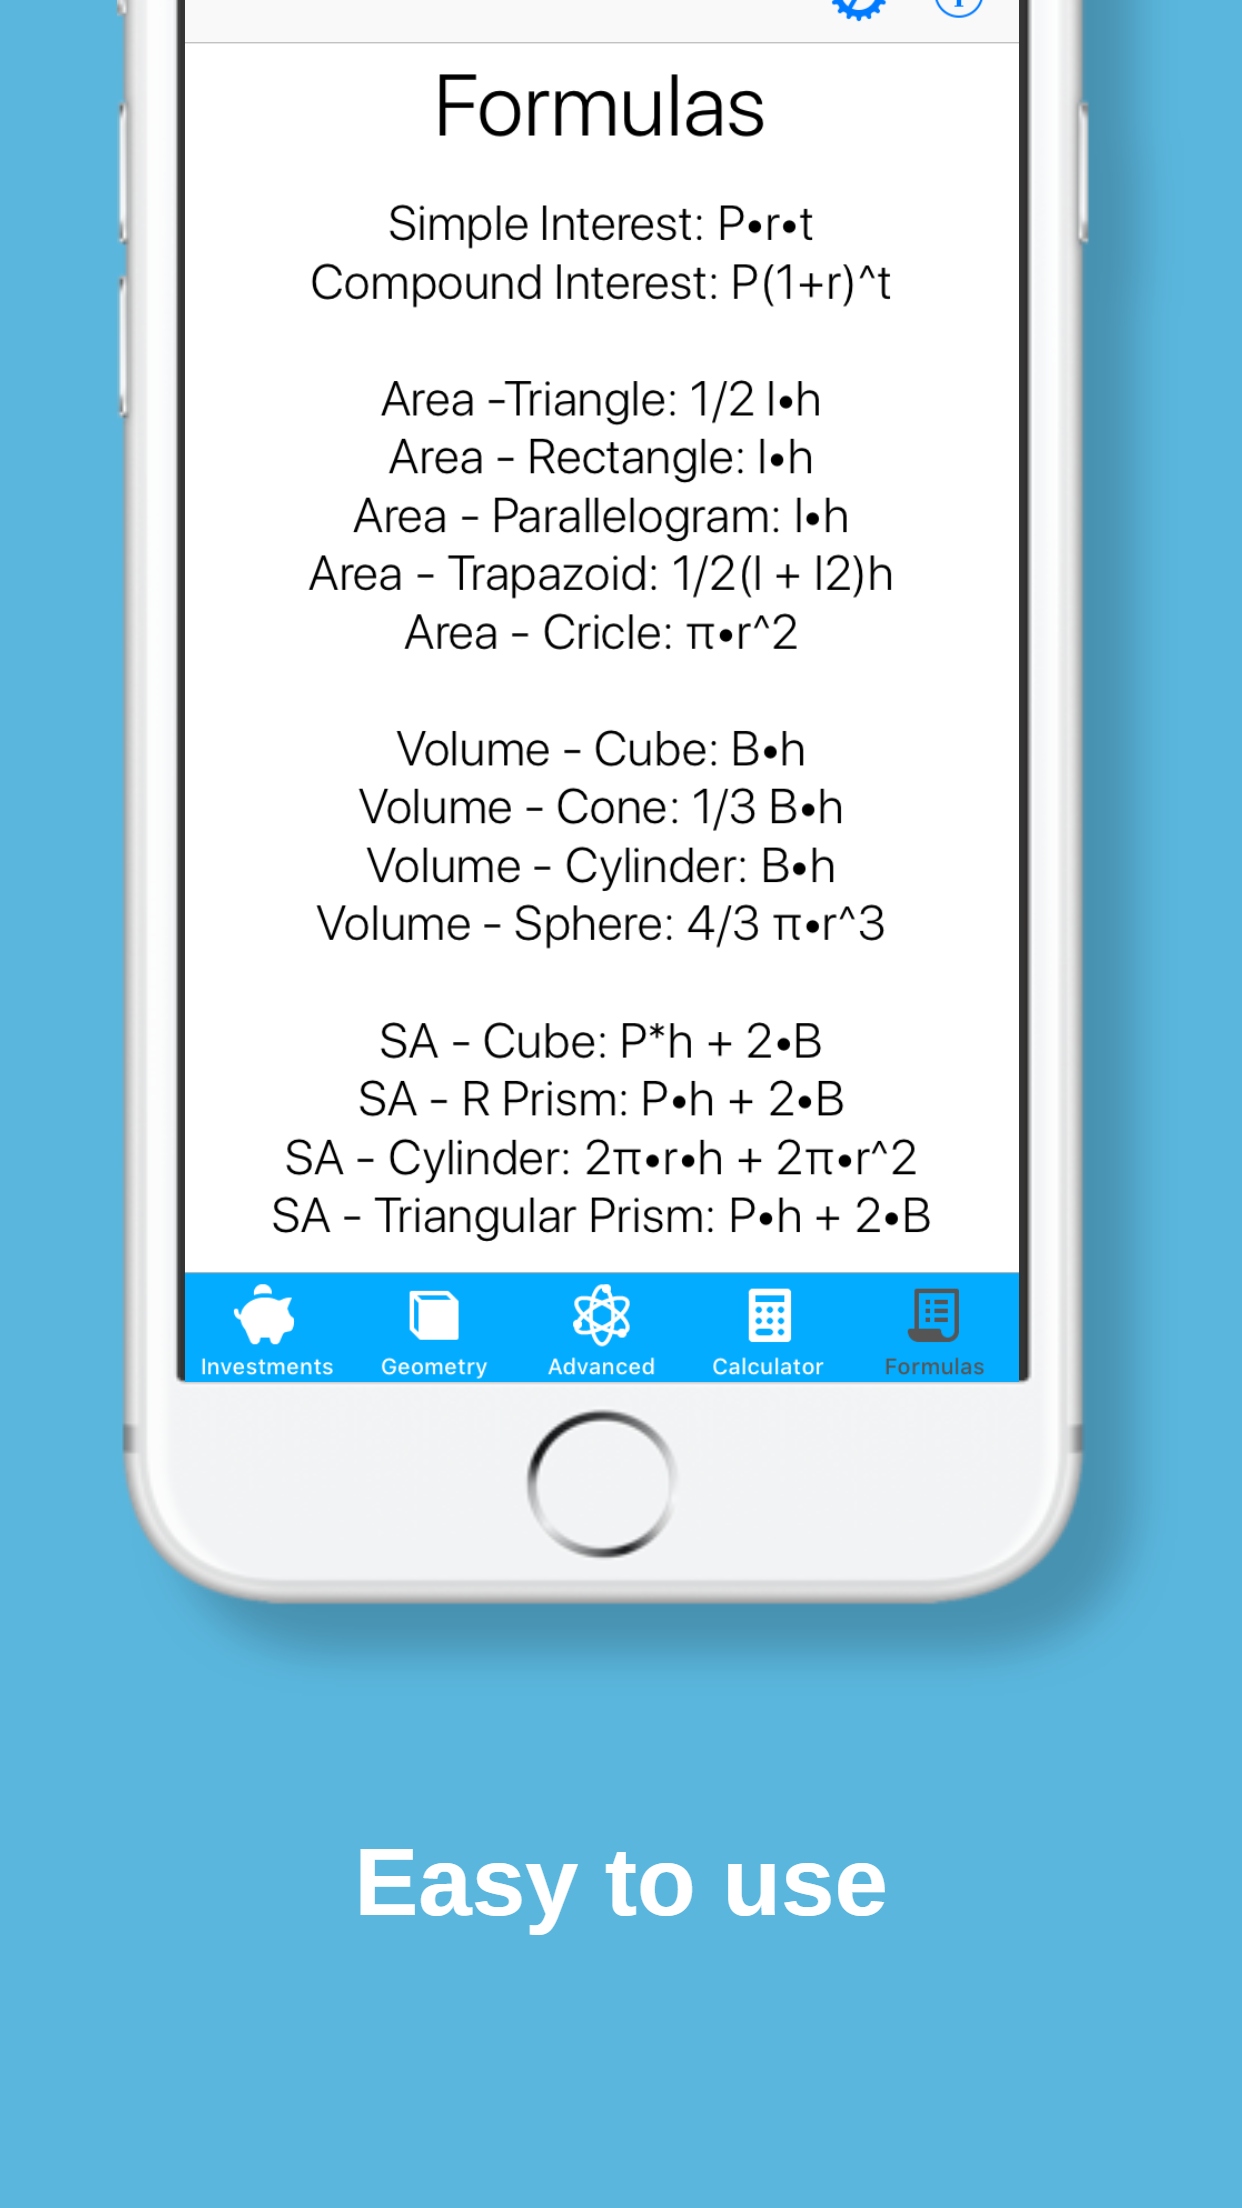 Formulas
Simple Interest: P•r•t
Compound Interest: P(1+r)^t
Area -Triangle: 1/2 l•h
Area - Rectangle: l•h
Area - Parallelogram: l•h
Area - Trapazoid: 1/2(l + l2)h
Area - Cricle: π•r^2
Volume - Cube: B•h
Volume - Cone: 1/3 B•h
Volume - Cylinder: B•h
Volume - Sphere: 4/3 π•r^3
SA - Cube: P*h + 2•B
SA - R Prism: P•h + 2•B
SA - Cylinder: 2π•r•h + 2π•r^2
SA - Triangular Prism: P•h + 2•B
Investments Geometry Advanced Calculator Formulas
Easy to use